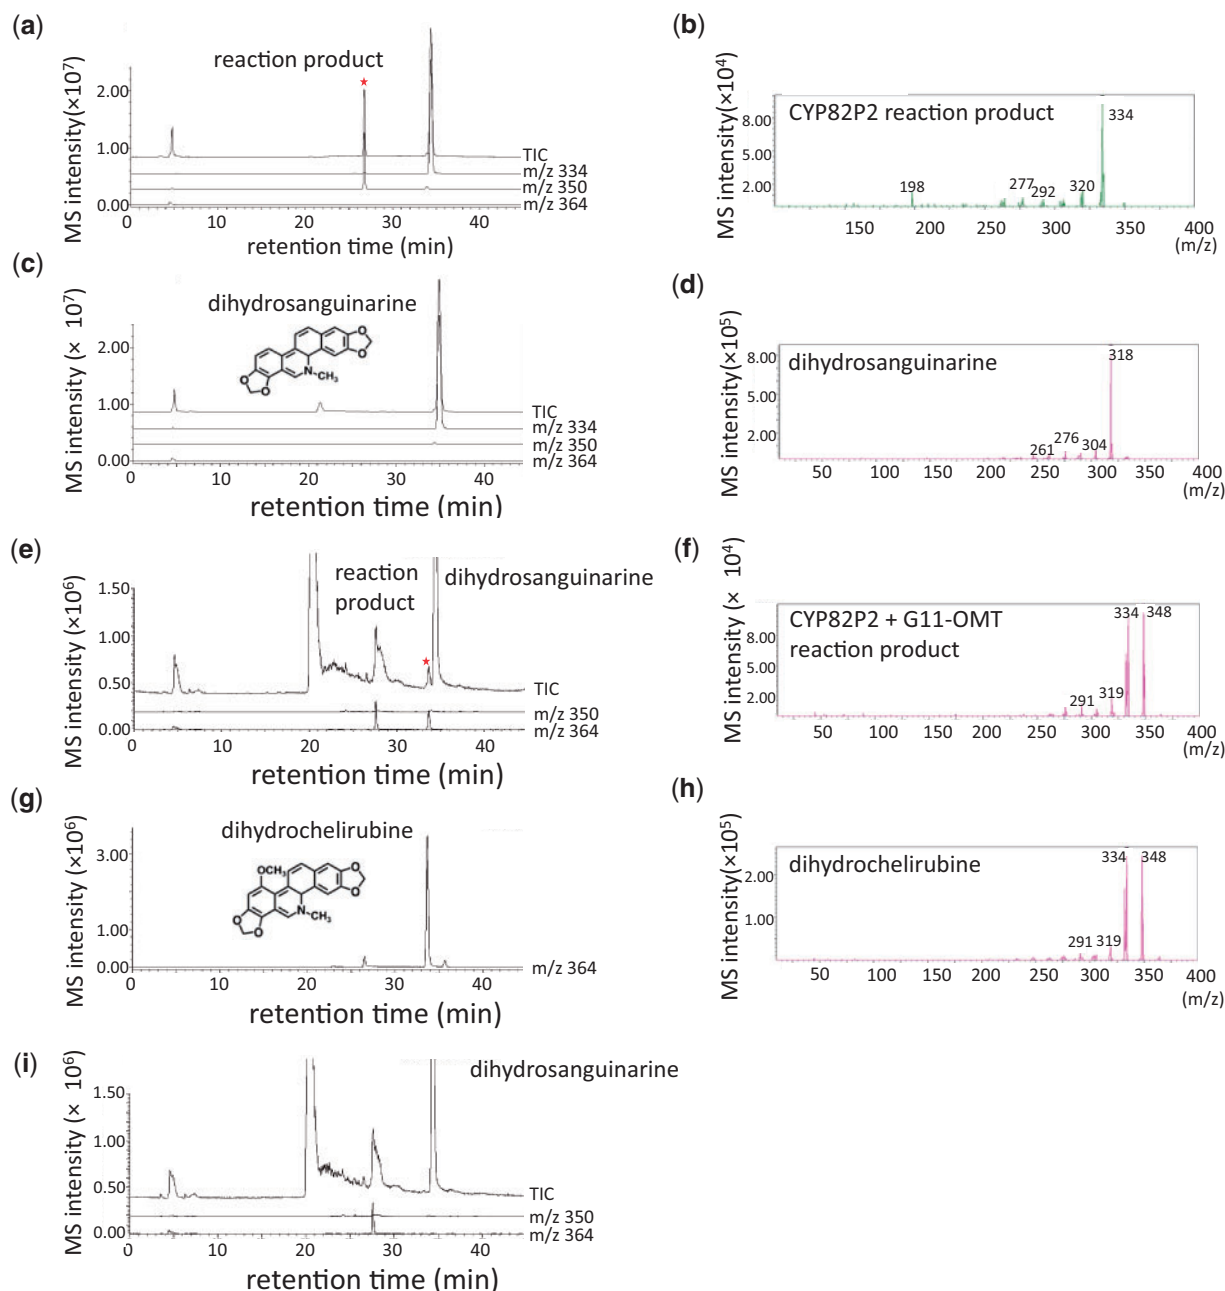 (a)
MS intensity(×10⁷)
2.00
1.00
0.00
reaction product
TIC
m/z 334
m/z 350
m/z 364
0 10 20 30 40
retention time (min)
(b)
MS intensity(×10⁴)
8.00
5.00
2.00
CYP82P2 reaction product
334
198
277
292
320
150 200 250 300 350 400
(m/z)
(c)
MS intensity (× 10⁷)
2.00
1.00
0.00
dihydrosanguinarine
O
O
N
CH₃
O
O
TIC
m/z 334
m/z 350
m/z 364
0 10 20 30 40
retention time (min)
(d)
MS intensity (×10⁵)
8.00
5.00
2.00
dihydrosanguinarine
318
261
276
304
50 100 150 200 250 300 350 400
(m/z)
(e)
MS intensity (×10⁶)
1.50
1.00
0.50
0.00
reaction
product
dihydrosanguinarine
TIC
m/z 350
m/z 364
0 10 20 30 40
retention time (min)
(f)
MS intensity (× 10⁴)
8.00
5.00
2.00
CYP82P2 + G11-OMT
reaction product
334
348
319
291
50 100 150 200 250 300 350 400
(m/z)
(g)
MS intensity (×10⁶)
3.00
1.00
0.00
dihydrochelirubine
OCH₃
O
O
N
CH₃
O
O
m/z 364
0 10 20 30 40
retention time (min)
(h)
MS intensity (×10⁵)
2.00
1.00
dihydrochelirubine
334
348
291
319
50 100 150 200 250 300 350 400
(m/z)
(i)
MS intensity (× 10⁶)
1.50
1.00
0.50
0.00
dihydrosanguinarine
TIC
m/z 350
m/z 364
0 10 20 30 40
retention time (min)